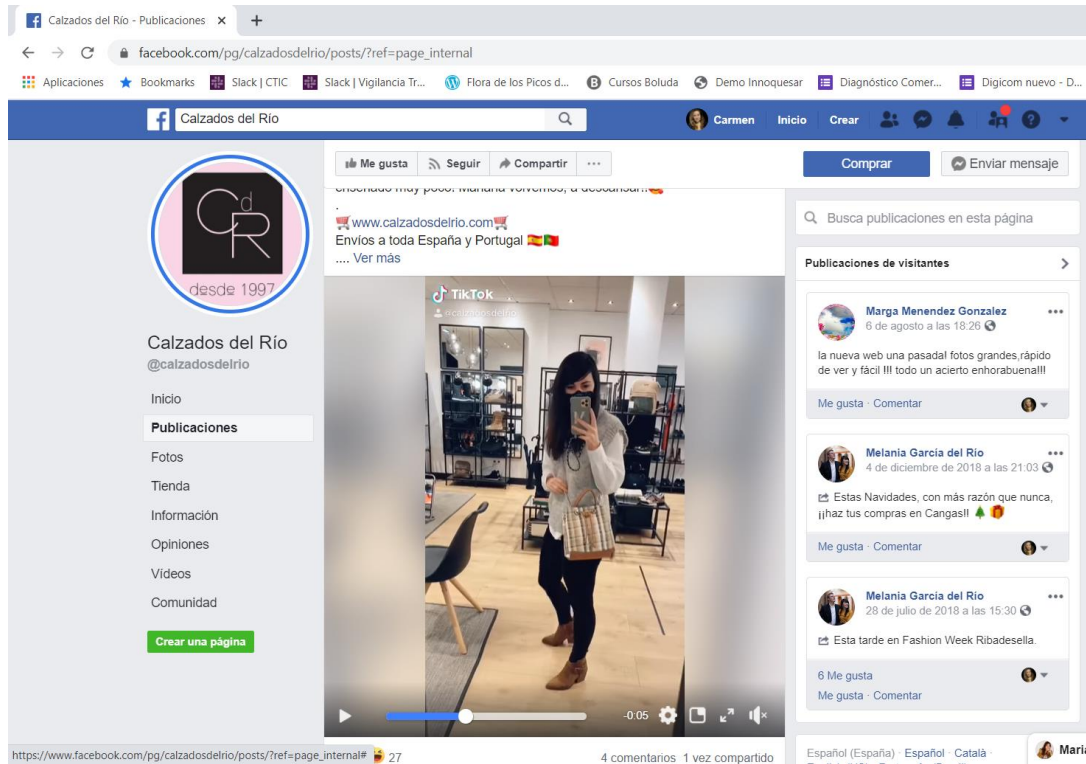 Calzados del Río - Publicaciones
facebook.com/pg/calzadosdelrio/posts/?ref=page_internal
Aplicaciones
Bookmarks
Slack | CTIC
Slack | Vigilancia Tr...
Flora de los Picos d...
Cursos Boluda
Demo Innoquesar
Diagnóstico Comer...
Digicom nuevo - D...
Calzados del Río
Carmen
Inicio
Crear
CdR
desde 1997
Calzados del Río
@calzadosdelrio
Inicio
Publicaciones
Fotos
Tienda
Información
Opiniones
Vídeos
Comunidad
Crear una página
Me gusta
Seguir
Compartir
...
enseñado muy poco! Mañana volvemos, a descansar!!🥰
.
🛒www.calzadosdelrio.com🛒
Envíos a toda España y Portugal 🇪🇸🇵🇹
.... Ver más
TikTok
@calzadosdelrio
-0:05
27
4 comentarios 1 vez compartido
Comprar
Enviar mensaje
Busca publicaciones en esta página
Publicaciones de visitantes
Marga Menendez Gonzalez
6 de agosto a las 18:26
la nueva web una pasada! fotos grandes,rápido
de ver y fácil !!! todo un acierto enhorabuena!!!
Me gusta · Comentar
Melania García del Río
4 de diciembre de 2018 a las 21:03
Estas Navidades, con más razón que nunca,
¡¡haz tus compras en Cangas!! 🌲 🎁
Me gusta · Comentar
Melania García del Río
28 de julio de 2018 a las 15:30
Esta tarde en Fashion Week Ribadesella.
6 Me gusta
Me gusta · Comentar
Español (España) · Español · Català ·
Maria
https://www.facebook.com/pg/calzadosdelrio/posts/?ref=page_internal#